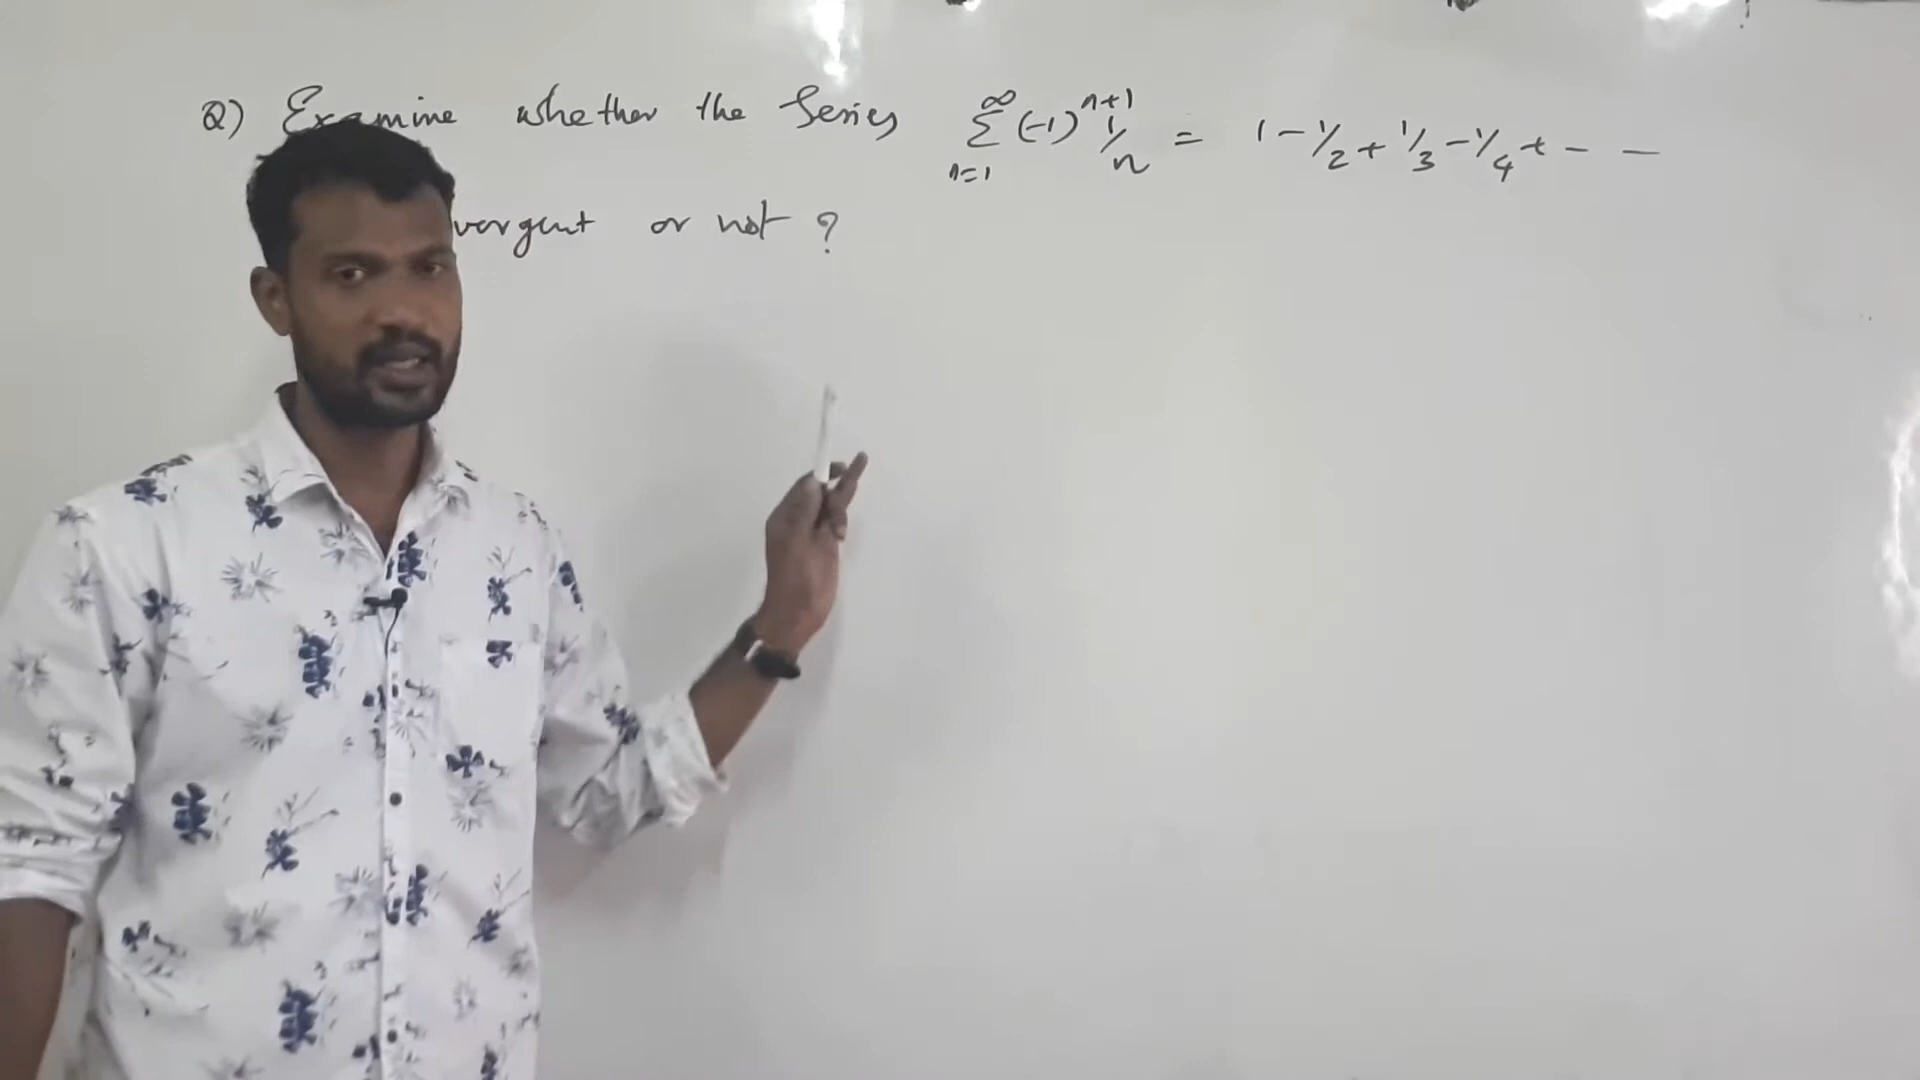 Q) Examine whether the Series ∞ Σ n=1 (-1)^n+1 1/n = 1 - 1/2 + 1/3 - 1/4 + - -
vergent or not ?